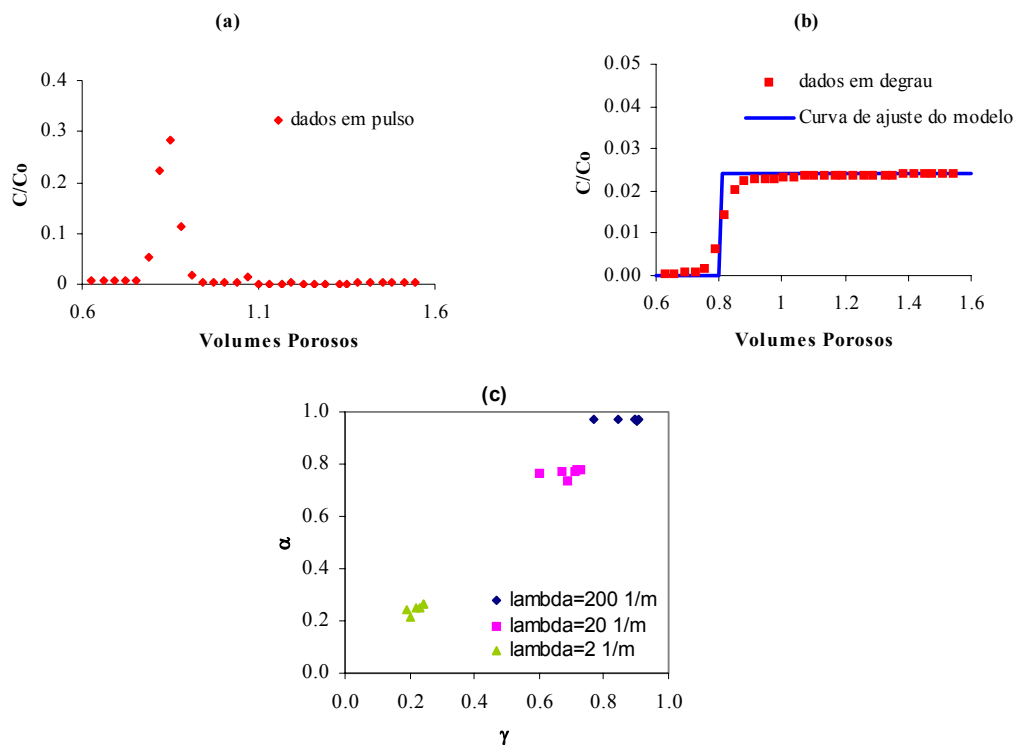 (a)
C/Co
0.4
0.3
0.2
0.1
0
dados em pulso
0.6 1.1 1.6
Volumes Porosos
(b)
C/Co
0.05
0.04
0.03
0.02
0.01
0.00
dados em degrau
Curva de ajuste do modelo
0.6 0.8 1 1.2 1.4 1.6
Volumes Porosos
(c)
α
1.0
0.8
0.6
0.4
0.2
0.0
lambda=200 1/m
lambda=20 1/m
lambda=2 1/m
0.0 0.2 0.4 0.6 0.8 1.0
γ